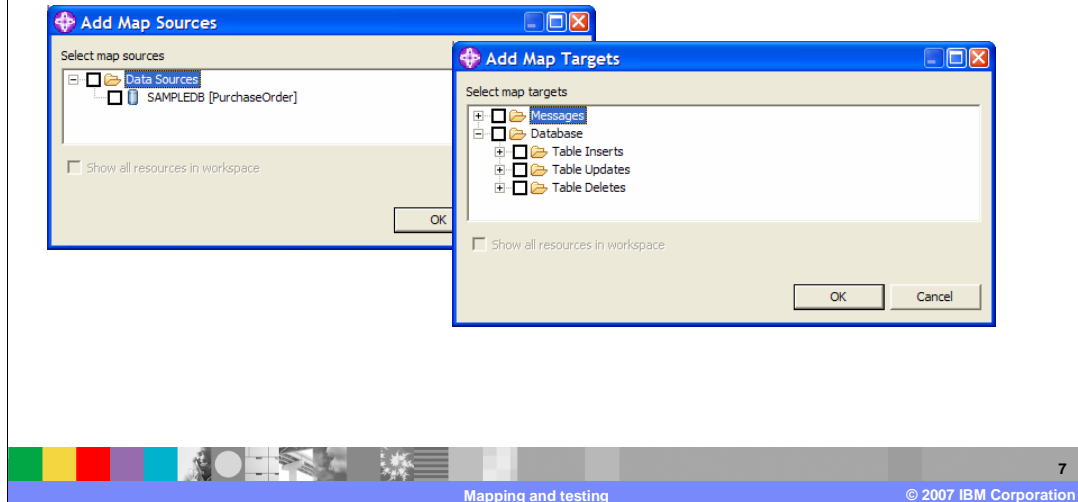 Add Map Sources
Select map sources
Data Sources
SAMPLEDB [PurchaseOrder]
Show all resources in workspace
OK
Add Map Targets
Select map targets
Messages
Database
Table Inserts
Table Updates
Table Deletes
Show all resources in workspace
OK
Cancel
7
Mapping and testing
© 2007 IBM Corporation